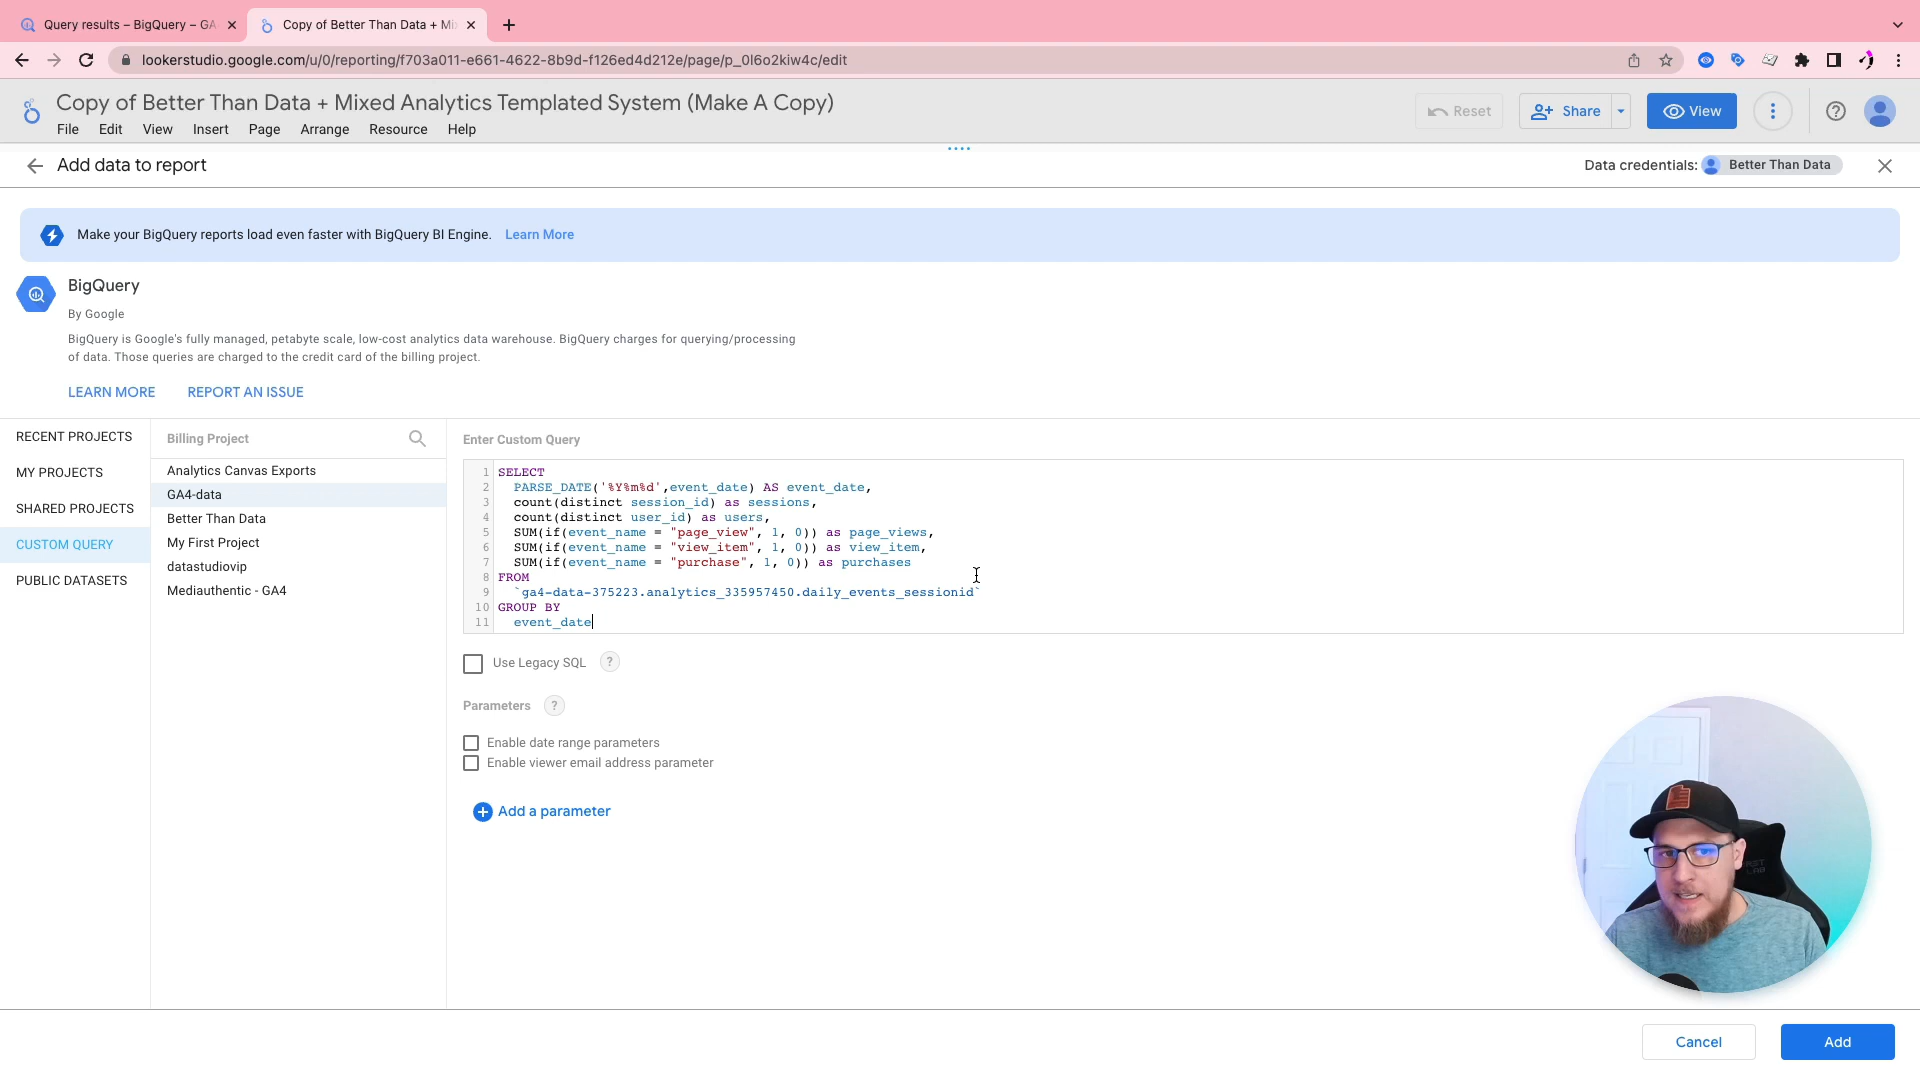 Query results – BigQuery – GA
Copy of Better Than Data + Mi
lookerstudio.google.com/u/0/reporting/f703a011-e661-4622-8b9d-f126ed4d212e/page/p_0l6o2kiw4c/edit
Copy of Better Than Data + Mixed Analytics Templated System (Make A Copy)
File Edit View Insert Page Arrange Resource Help
Reset
Share
View
Add data to report
Data credentials: Better Than Data
Make your BigQuery reports load even faster with BigQuery BI Engine. Learn More
BigQuery
By Google
BigQuery is Google's fully managed, petabyte scale, low-cost analytics data warehouse. BigQuery charges for querying/processing
of data. Those queries are charged to the credit card of the billing project.
LEARN MORE REPORT AN ISSUE
RECENT PROJECTS
MY PROJECTS
SHARED PROJECTS
CUSTOM QUERY
PUBLIC DATASETS
Billing Project
Analytics Canvas Exports
GA4-data
Better Than Data
My First Project
datastudiovip
Mediauthentic - GA4
Enter Custom Query
1 SELECT
2 PARSE_DATE('%Y%m%d',event_date) AS event_date,
3 count(distinct session_id) as sessions,
4 count(distinct user_id) as users,
5 SUM(if(event_name = "page_view", 1, 0)) as page_views,
6 SUM(if(event_name = "view_item", 1, 0)) as view_item,
7 SUM(if(event_name = "purchase", 1, 0)) as purchases
8 FROM
9 `ga4-data-375223.analytics_335957450.daily_events_sessionid`
10 GROUP BY
11 event_date
Use Legacy SQL ?
Parameters ?
Enable date range parameters
Enable viewer email address parameter
Add a parameter
Cancel
Add